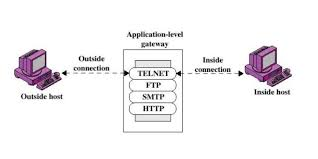 Application-level
gateway
Outside
connection
Inside
connection
TELNET
FTP
SMTP
HTTP
Outside host
Inside host